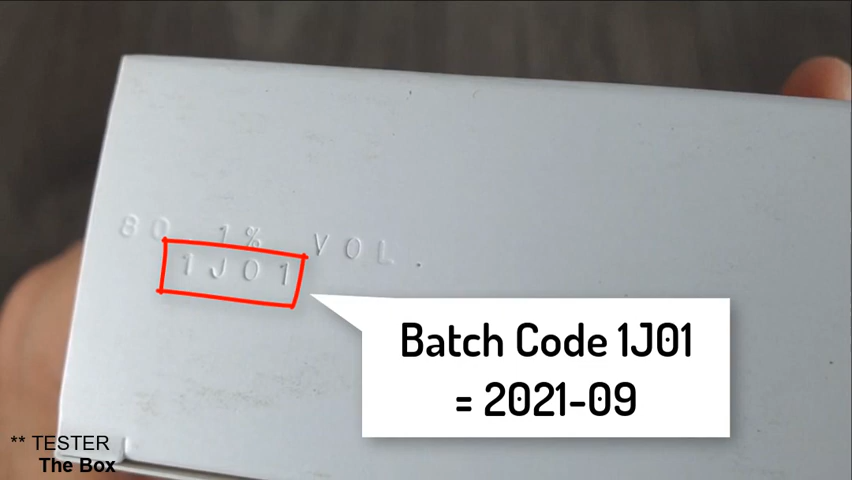 80.1% VOL.
1J01
Batch Code 1J01
= 2021-09
** TESTER
The Box